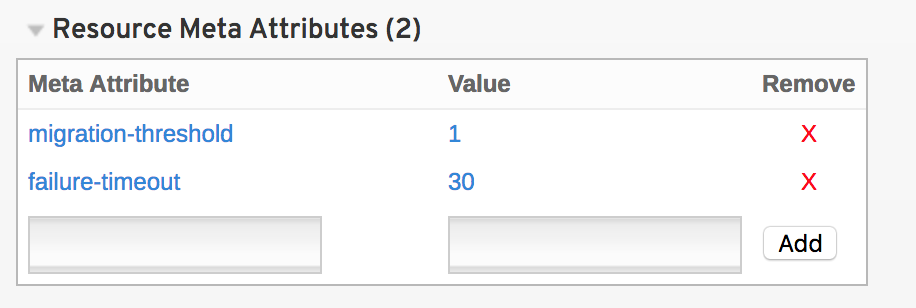 Resource Meta Attributes (2)
Meta Attribute Value Remove
migration-threshold 1 X
failure-timeout 30 X
Add